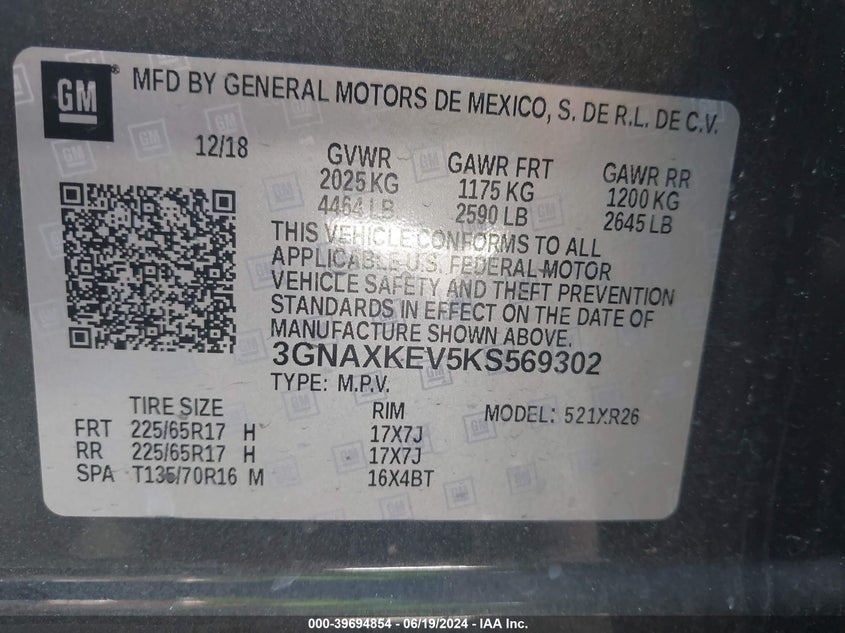 GM® MFD BY GENERAL MOTORS DE MEXICO, S. DE R.L. DE C.V.
12/18 GVWR GAWR FRT GAWR RR
2025 KG 1175 KG 1200 KG
4464 LB 2590 LB 2645 LB
THIS VEHICLE CONFORMS TO ALL
APPLICABLE U.S. FEDERAL MOTOR
VEHICLE SAFETY AND THEFT PREVENTION
STANDARDS IN EFFECT ON THE DATE OF
MANUFACTURE SHOWN ABOVE.
3GNAXKEV5KS569302
TYPE: M.P.V.
TIRE SIZE RIM MODEL: 521XR26
FRT 225/65R17 H 17X7J
RR 225/65R17 H 17X7J
SPA T135/70R16 M 16X4BT
000-39694854 - 06/19/2024 - IAA Inc.